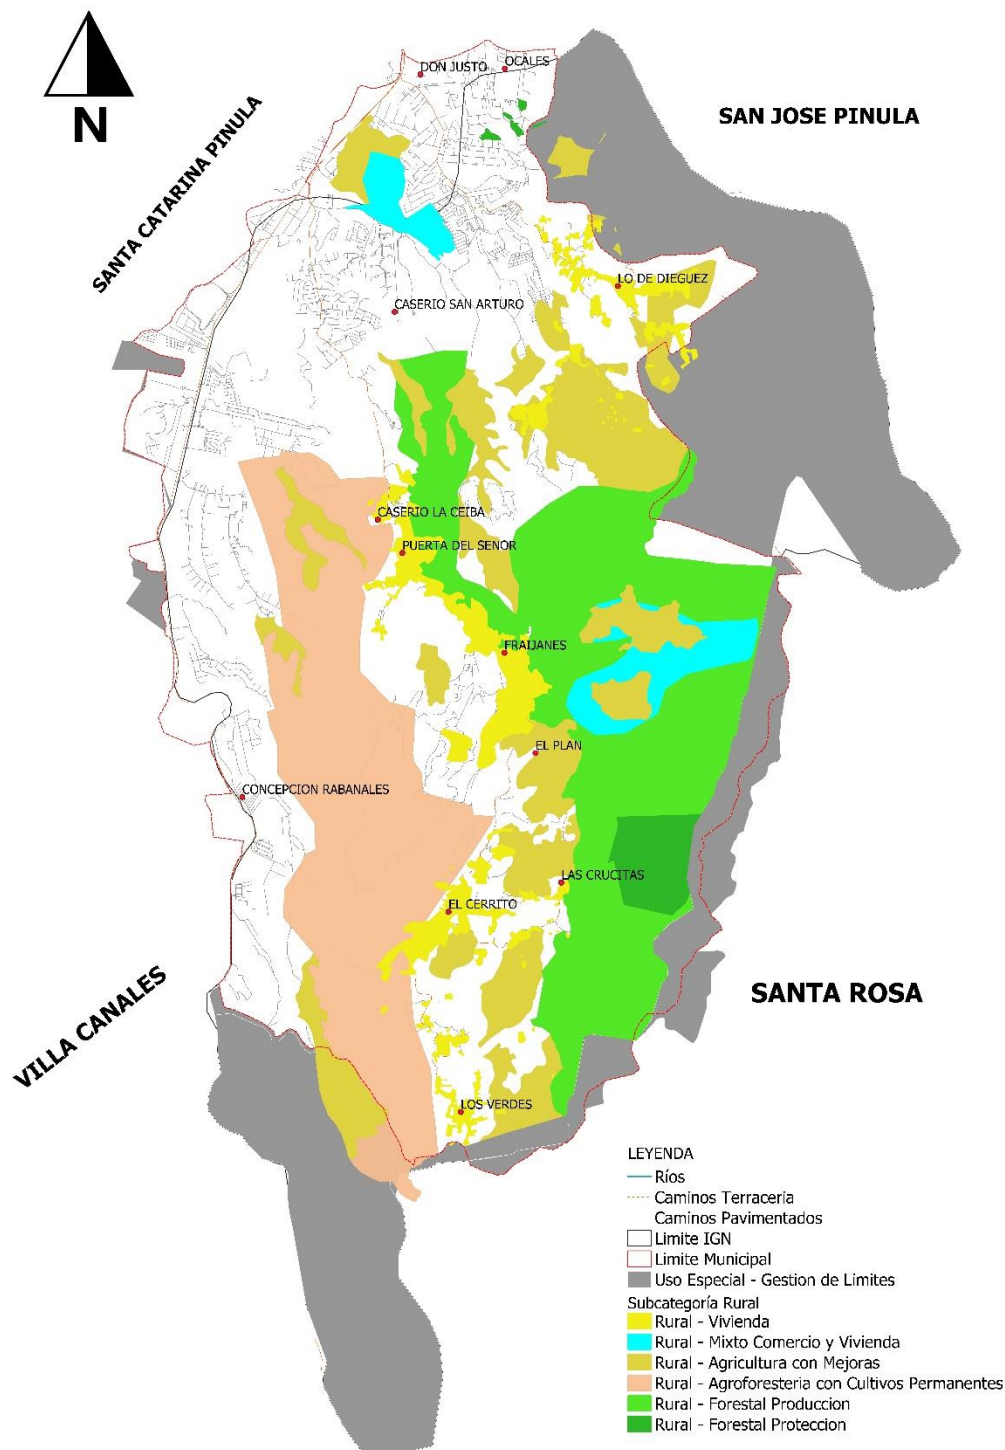 N
DON JUSTO
OCALES
SAN JOSE PINULA
SANTA CATARINA PINULA
LO DE DIEGUEZ
CASERIO SAN ARTURO
CASERIO LA CEIBA
PUERTA DEL SENOR
FRAIJANES
EL PLAN
CONCEPCION RABANALES
LAS CRUCITAS
EL CERRITO
VILLA CANALES
SANTA ROSA
LOS VERDES
LEYENDA
Ríos
Caminos Terracería
Caminos Pavimentados
Limite IGN
Limite Municipal
Uso Especial - Gestion de Limites
Subcategoría Rural
Rural - Vivienda
Rural - Mixto Comercio y Vivienda
Rural - Agricultura con Mejoras
Rural - Agroforesteria con Cultivos Permanentes
Rural - Forestal Produccion
Rural - Forestal Proteccion